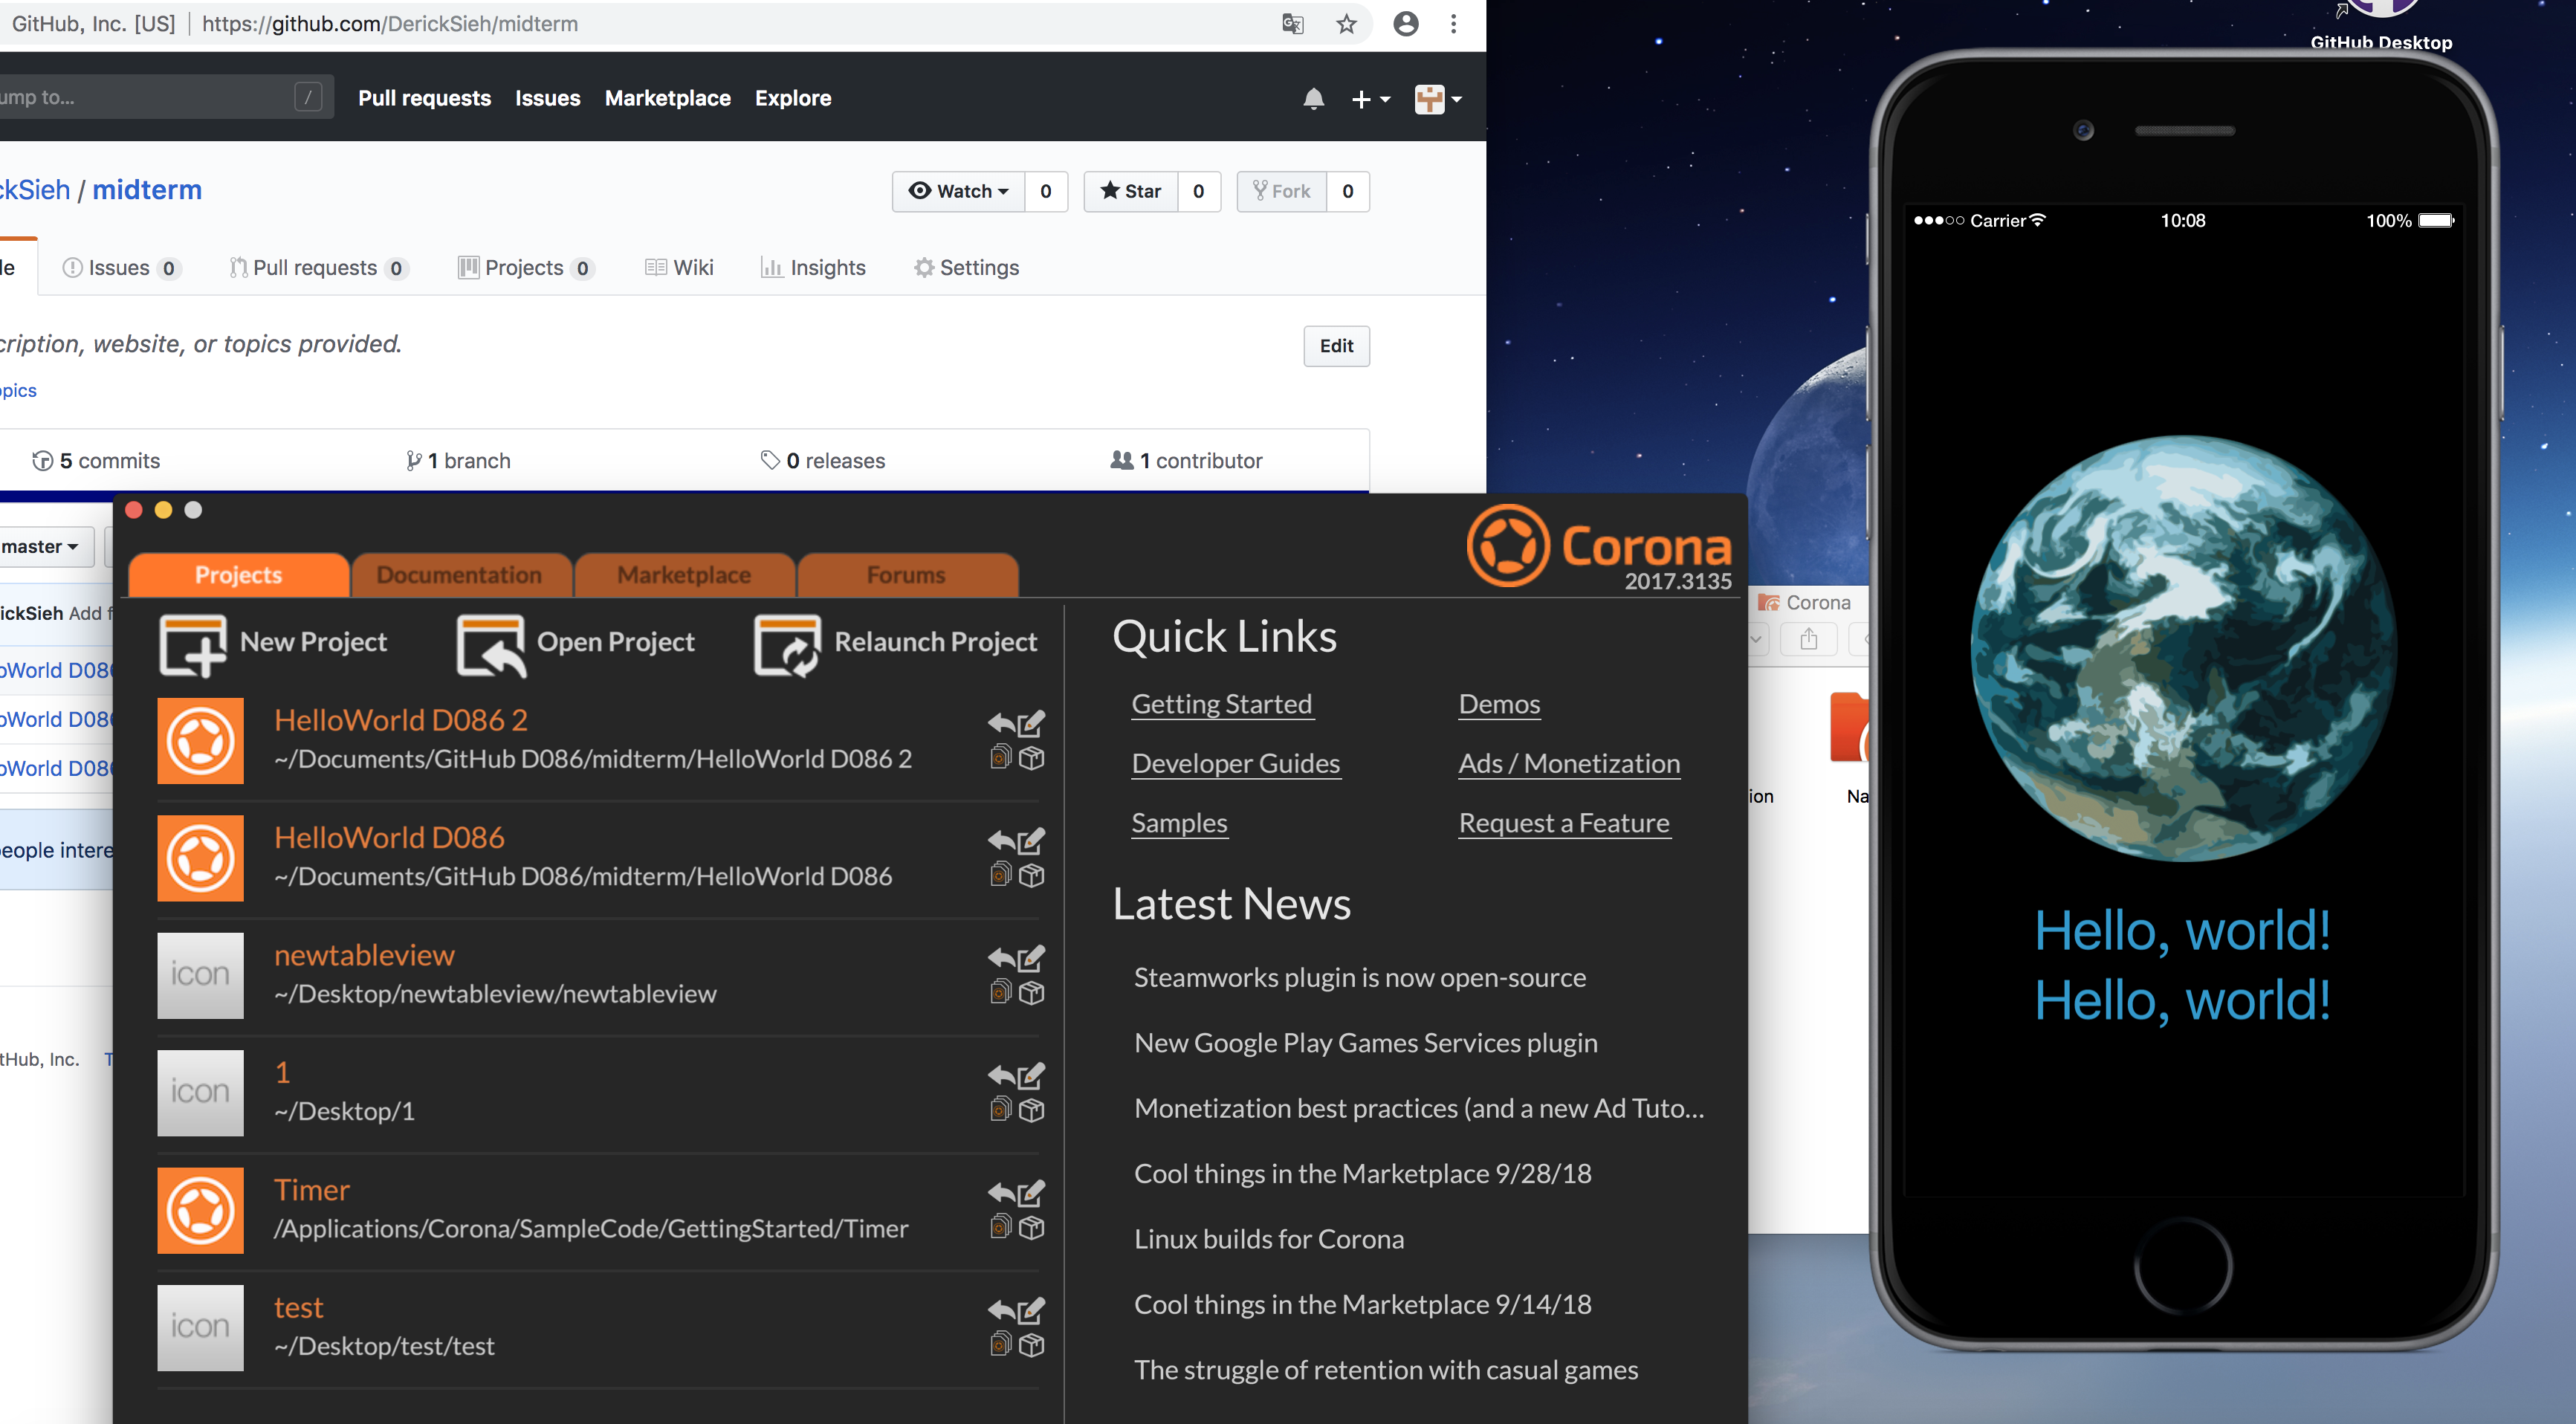 GitHub, Inc. [US] https://github.com/DerickSieh/midterm
ump to... /
Pull requests Issues Marketplace Explore
ckSieh / midterm
Watch 0 Star 0 Fork 0
Issues 0 Pull requests 0 Projects 0 Wiki Insights Settings
cription, website, or topics provided.
Edit
opics
5 commits 1 branch 0 releases 1 contributor
master
ickSieh Add f
oWorld D086
oWorld D086
oWorld D086
people intere
tHub, Inc. T
Corona
2017.3135
Projects Documentation Marketplace Forums
New Project Open Project Relaunch Project
HelloWorld D086 2
~/Documents/GitHub D086/midterm/HelloWorld D086 2
HelloWorld D086
~/Documents/GitHub D086/midterm/HelloWorld D086
icon
newtableview
~/Desktop/newtableview/newtableview
icon
1
~/Desktop/1
Timer
/Applications/Corona/SampleCode/GettingStarted/Timer
icon
test
~/Desktop/test/test
Quick Links
Getting Started Demos
Developer Guides Ads / Monetization
Samples Request a Feature
Latest News
Steamworks plugin is now open-source
New Google Play Games Services plugin
Monetization best practices (and a new Ad Tuto...
Cool things in the Marketplace 9/28/18
Linux builds for Corona
Cool things in the Marketplace 9/14/18
The struggle of retention with casual games
Corona
ion Na
GitHub Desktop
Carrier 10:08 100%
Hello, world!
Hello, world!